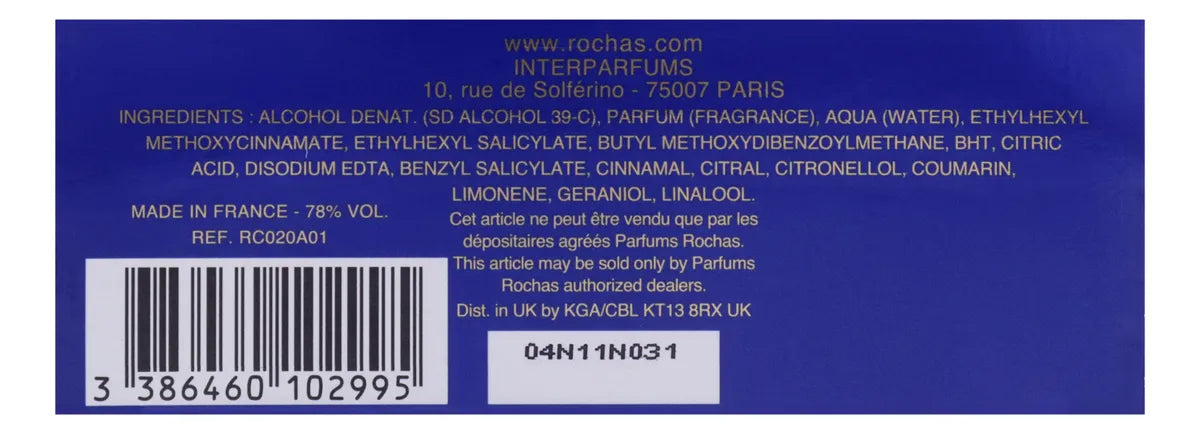 www.rochas.com
INTERPARFUMS
10, rue de Solférino - 75007 PARIS
INGREDIENTS : ALCOHOL DENAT. (SD ALCOHOL 39-C), PARFUM (FRAGRANCE), AQUA (WATER), ETHYLHEXYL
METHOXYCINNAMATE, ETHYLHEXYL SALICYLATE, BUTYL METHOXYDIBENZOYLMETHANE, BHT, CITRIC
ACID, DISODIUM EDTA, BENZYL SALICYLATE, CINNAMAL, CITRAL, CITRONELLOL, COUMARIN,
LIMONENE, GERANIOL, LINALOOL.
MADE IN FRANCE - 78% VOL.
REF. RC020A01
Cet article ne peut être vendu que par les
dépositaires agréés Parfums Rochas.
This article may be sold only by Parfums
Rochas authorized dealers.
Dist. in UK by KGA/CBL KT13 8RX UK
04N11N031
3 386460 102995